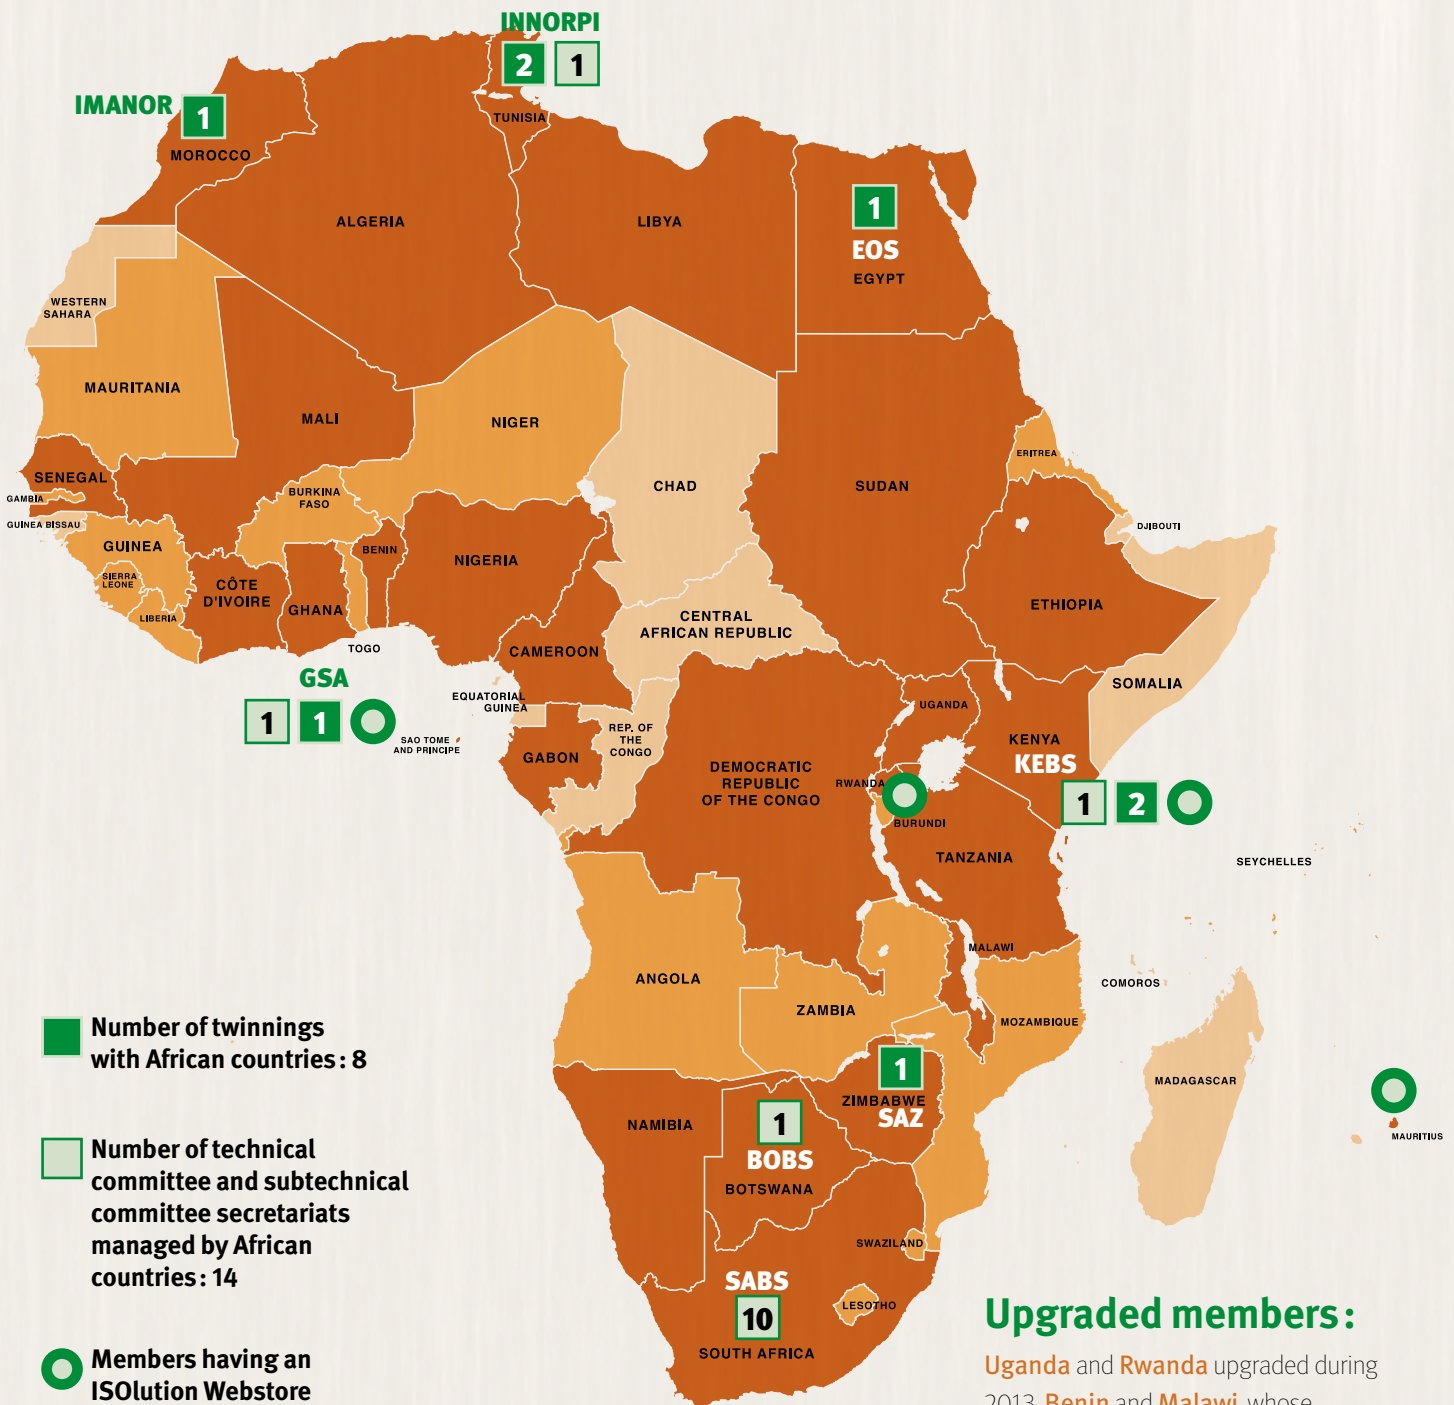 INNORPI
2 1
IMANOR
1
TUNISIA
MOROCCO
ALGERIA
LIBYA
1
EOS
EGYPT
WESTERN
SAHARA
MAURITANIA
MALI
NIGER
CHAD
SUDAN
ERITREA
SENEGAL
GAMBIA
GUINEA BISSAU
BURKINA
FASO
DJIBOUTI
GUINEA
BENIN
NIGERIA
SIERRA
LEONE
CÔTE
D'IVOIRE
GHANA
LIBERIA
ETHIOPIA
CENTRAL
AFRICAN REPUBLIC
TOGO
CAMEROON
GSA
1 1
EQUATORIAL
GUINEA
SAO TOME
AND PRINCIPE
SOMALIA
UGANDA
REP. OF
THE
CONGO
KENYA
KEBS
1 2
GABON
DEMOCRATIC
REPUBLIC
OF THE CONGO
RWANDA
BURUNDI
TANZANIA
SEYCHELLES
MALAWI
ANGOLA
COMOROS
ZAMBIA
MOZAMBIQUE
1
ZIMBABWE
SAZ
MADAGASCAR
MAURITIUS
NAMIBIA
1
BOBS
BOTSWANA
SWAZILAND
SABS
10
LESOTHO
SOUTH AFRICA
Number of twinnings
with African countries : 8
Number of technical
committee and subtechnical
committee secretariats
managed by African
countries : 14
Members having an
ISOlution Webstore
Upgraded members :
Uganda and Rwanda upgraded during
2013. Benin and Malawi, whose